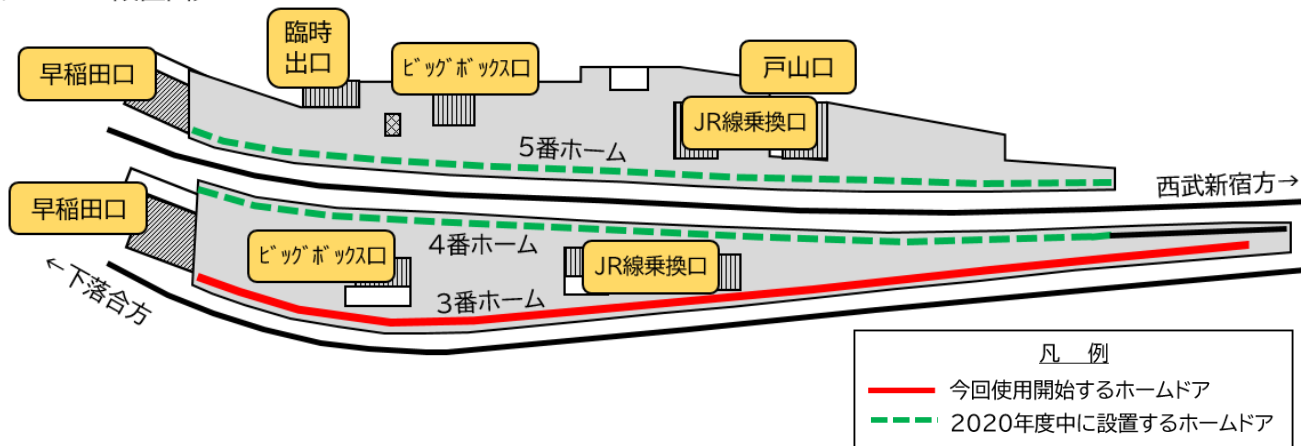 早稲田口
臨時
出口
ﾋﾞｯｸﾞﾎﾞｯｸｽ口
戸山口
JR線乗換口
5番ホーム
西武新宿方→
早稲田口
ﾋﾞｯｸﾞﾎﾞｯｸｽ口
4番ホーム
JR線乗換口
3番ホーム
←下落合方
凡　例
今回使用開始するホームドア
2020年度中に設置するホームドア